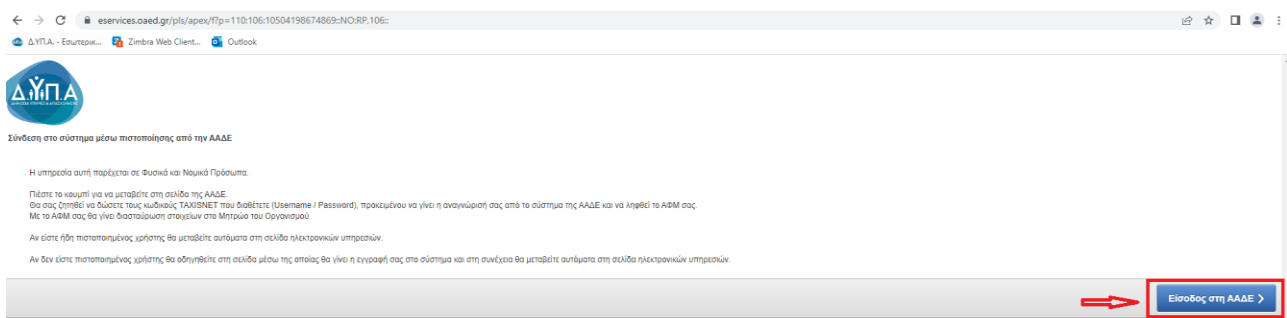 eservices.oaed.gr/pls/apex/f?p=110:106:10504198674869::NO:RP,106::
Δ.ΥΠ.Α. - Εσωτερικ... Zimbra Web Client... Outlook
Δ.ΥΠ.Α
Σύνδεση στο σύστημα μέσω πιστοποίησης από την ΑΑΔΕ
Η υπηρεσία αυτή παρέχεται σε Φυσικά και Νομικά Πρόσωπα.
Πιέστε το κουμπί για να μεταβείτε στη σελίδα της ΑΑΔΕ.
Θα σας ζητηθεί να δώσετε τους κωδικούς TAXISNET που διαθέτετε (Username / Password), προκειμένου να γίνει η αναγνώρισή σας από το σύστημα της ΑΑΔΕ και να ληφθεί το ΑΦΜ σας.
Με το ΑΦΜ σας θα γίνει διασταύρωση στοιχείων στο Μητρώο του Οργανισμού.
Αν είστε ήδη πιστοποιημένος χρήστης θα μεταβείτε αυτόματα στη σελίδα ηλεκτρονικών υπηρεσιών.
Αν δεν είστε πιστοποιημένος χρήστης θα οδηγηθείτε στη σελίδα μέσω της οποίας θα γίνει η εγγραφή σας στο σύστημα και στη συνέχεια θα μεταβείτε αυτόματα στη σελίδα ηλεκτρονικών υπηρεσιών.
Είσοδος στη ΑΑΔΕ